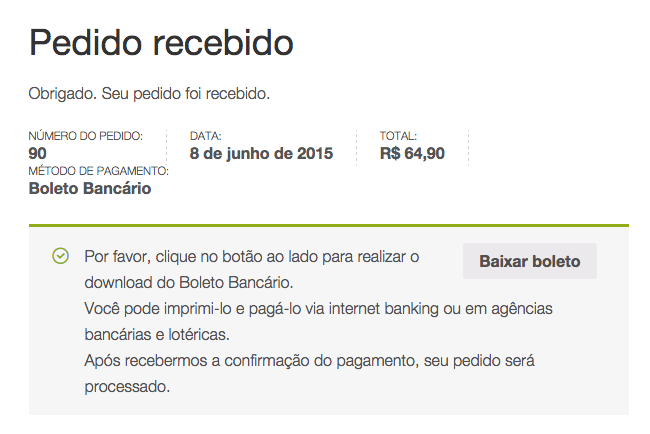 Pedido recebido
Obrigado. Seu pedido foi recebido.
NÚMERO DO PEDIDO:
90
DATA:
8 de junho de 2015
TOTAL:
R$ 64,90
MÉTODO DE PAGAMENTO:
Boleto Bancário
Por favor, clique no botão ao lado para realizar o
download do Boleto Bancário.
Baixar boleto
Você pode imprimi-lo e pagá-lo via internet banking ou em agências
bancárias e lotéricas.
Após recebermos a confirmação do pagamento, seu pedido será
processado.